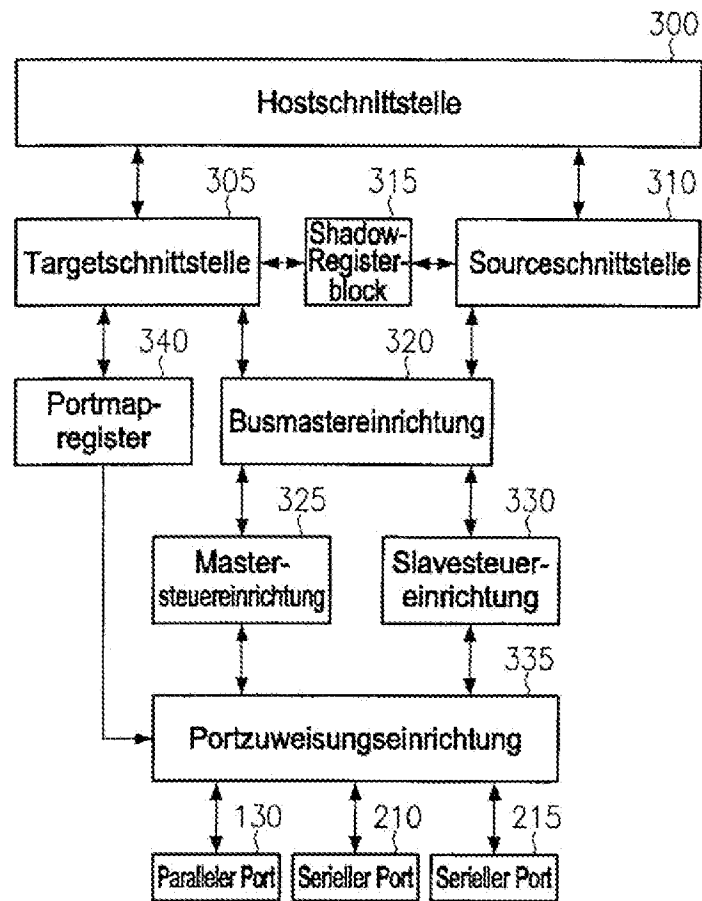 300
Hostschnittstelle
305
315
310
Targetschnittstelle
Shadow-
Register-
block
Sourceschnittstelle
340
320
Portmap-
register
Busmastereinrichtung
325
330
Master-
steuereinrichtung
Slavesteuer-
einrichtung
335
Portzuweisungseinrichtung
130
210
215
Paralleler Port
Serieller Port
Serieller Port